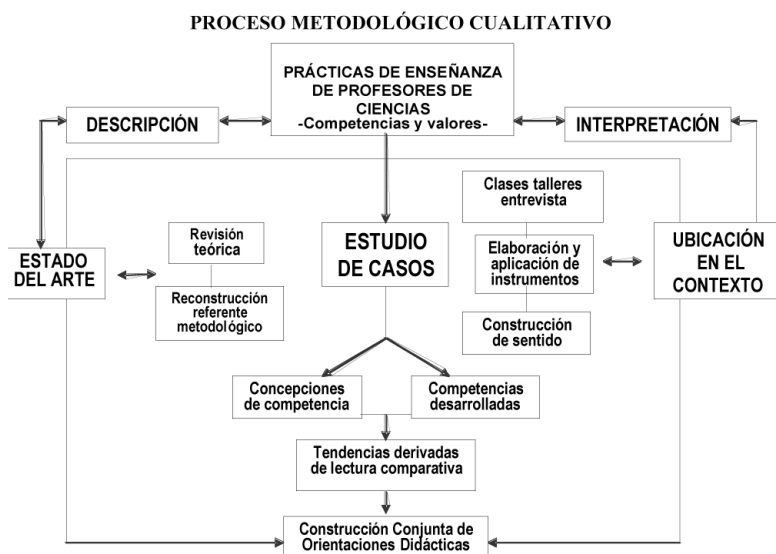 PROCESO METODOLÓGICO CUALITATIVO
PRÁCTICAS DE ENSEÑANZA
DE PROFESORES DE
CIENCIAS
-Competencias y valores-
DESCRIPCIÓN
INTERPRETACIÓN
Clases talleres
entrevista
Revisión
teórica
ESTUDIO
DE CASOS
Elaboración y
aplicación de
instrumentos
UBICACIÓN
EN EL
CONTEXTO
ESTADO
DEL ARTE
Reconstrucción
referente
metodológico
Construcción
de sentido
Concepciones
de competencia
Competencias
desarrolladas
Tendencias derivadas
de lectura comparativa
Construcción Conjunta de
Orientaciones Didácticas